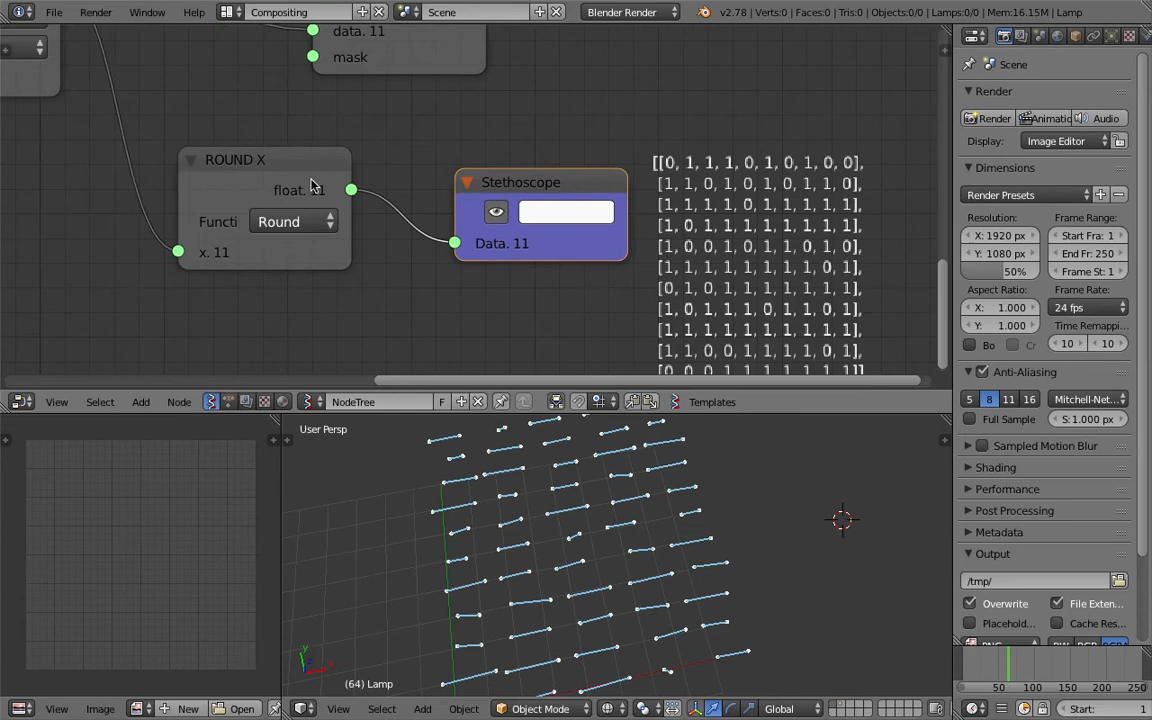 File Render Window Help Compositing Scene Blender Render v2.78 | Verts:0 | Faces:0 | Tris:0 | Objects:0/0 | Lamps:0/0 | Mem:16.15M | Lamp
data. 11
mask
ROUND X
float. 11
Functi Round
x. 11
Stethoscope
Data. 11
[[0, 1, 1, 1, 0, 1, 0, 1, 0, 0],
[1, 1, 0, 1, 0, 1, 0, 1, 1, 0],
[1, 1, 1, 0, 0, 1, 1, 1, 1, 1],
[1, 0, 1, 1, 0, 1, 1, 1, 1, 1],
[1, 0, 0, 1, 0, 1, 1, 0, 1, 0],
[1, 1, 1, 1, 1, 1, 1, 1, 0, 1],
[0, 1, 0, 1, 1, 1, 1, 1, 1, 1],
[1, 0, 1, 1, 1, 0, 1, 1, 0, 1],
[1, 1, 1, 1, 1, 1, 1, 1, 1, 1],
[1, 1, 0, 0, 1, 1, 1, 1, 0, 1],
[0, 0, 0, 1, 1, 1, 1, 1, 1, 1]]
View Select Add Node NodeTree F Templates
User Persp
(64) Lamp
View Image New Open
View Select Add Object Object Mode Global
Scene
Render
Render Animatic Audio
Display: Image Editor
Dimensions
Render Presets
Resolution: Frame Range:
X: 1920 px Start Fra: 1
Y: 1080 px End Fr: 250
50% Frame St: 1
Aspect Ratio: Frame Rate:
X: 1.000 24 fps
Y: 1.000 Time Remappi...
Bo Cr 10 10
Anti-Aliasing
5 8 11 16 Mitchell-Net...
Full Sample S: 1.000 px
Sampled Motion Blur
Shading
Performance
Post Processing
Metadata
Output
/tmp/
Overwrite File Exten...
Placehold... Cache Res...
50 100 150 200 250
Start: 1